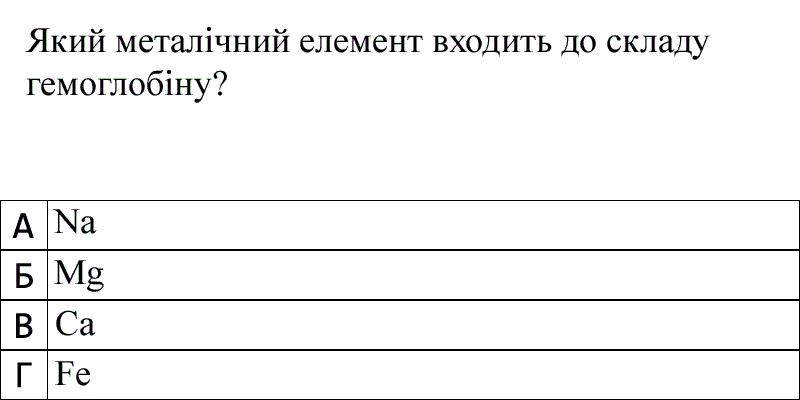 Який металічний елемент входить до складу
гемоглобіну?
А Na
Б Mg
В Ca
Г Fe